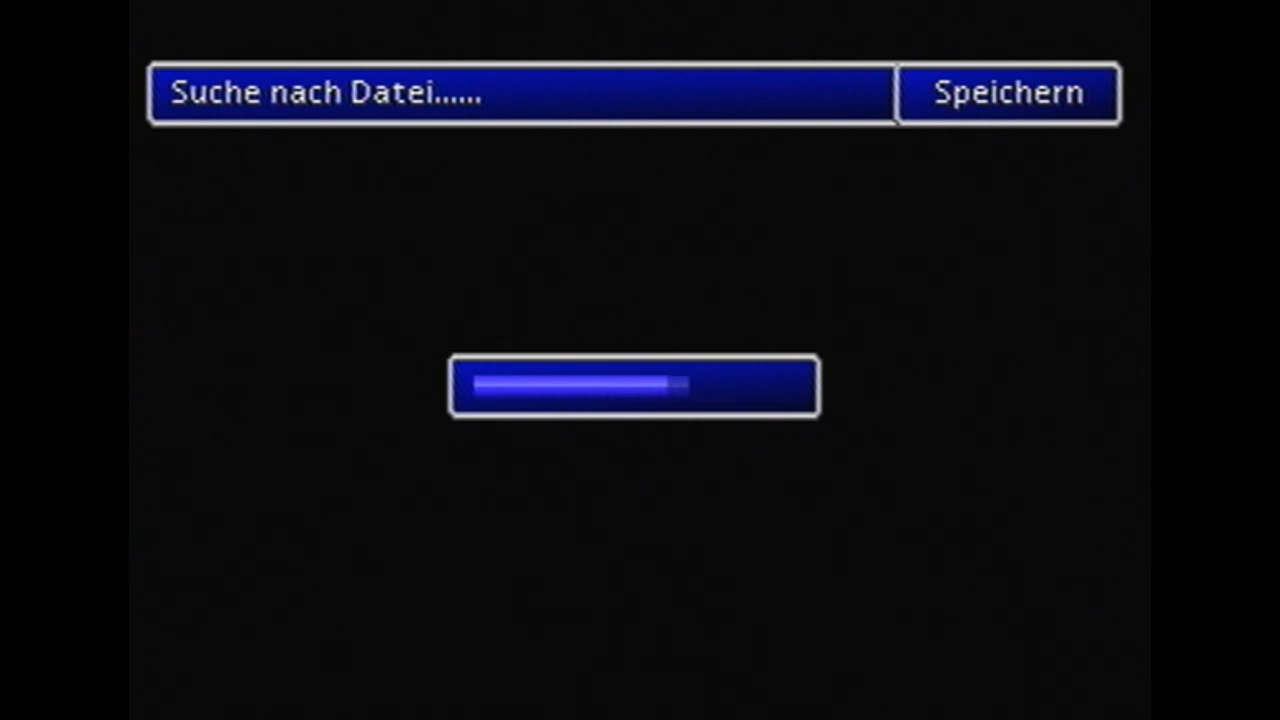 Suche nach Datei......
Speichern